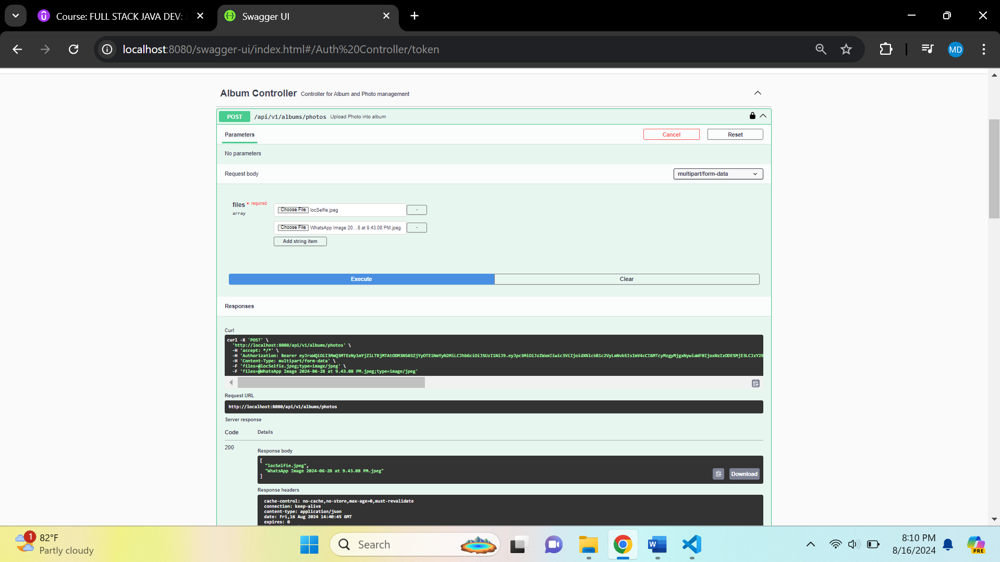 Course: FULL STACK JAVA DEV:
Swagger UI
localhost:8080/swagger-ui/index.html#/Auth%20Controller/token
MD
Album Controller Controller for Album and Photo management
POST /api/v1/albums/photos Upload Photo into album
Parameters
Cancel
Reset
No parameters
Request body
multipart/form-data
files * required
array
Choose File locSelfie.jpeg
-
Choose File WhatsApp Image 20...8 at 9.43.08 PM.jpeg
-
Add string item
Execute
Clear
Responses
Curl
curl -X 'POST' \
'http://localhost:8080/api/v1/albums/photos' \
-H 'accept: */*' \
-H 'Authorization: Bearer
-H 'Content-Type: multipart/form-data' \
-F 'files=@locSelfie.jpeg;type=image/jpeg' \
-F 'files=@WhatsApp Image 2024-06-28 at 9.43.08 PM.jpeg;type=image/jpeg'
Request URL
http://localhost:8080/api/v1/albums/photos
Server response
Code Details
200
Response body
[
"locSelfie.jpeg",
"WhatsApp Image 2024-06-28 at 9.43.08 PM.jpeg"
]
Download
Response headers
cache-control: no-cache,no-store,max-age=0,must-revalidate
connection: keep-alive
content-type: application/json
date: Fri,16 Aug 2024 14:40:45 GMT
expires: 0
1
82°F
Partly cloudy
Search
W
PRE
8:10 PM
8/16/2024